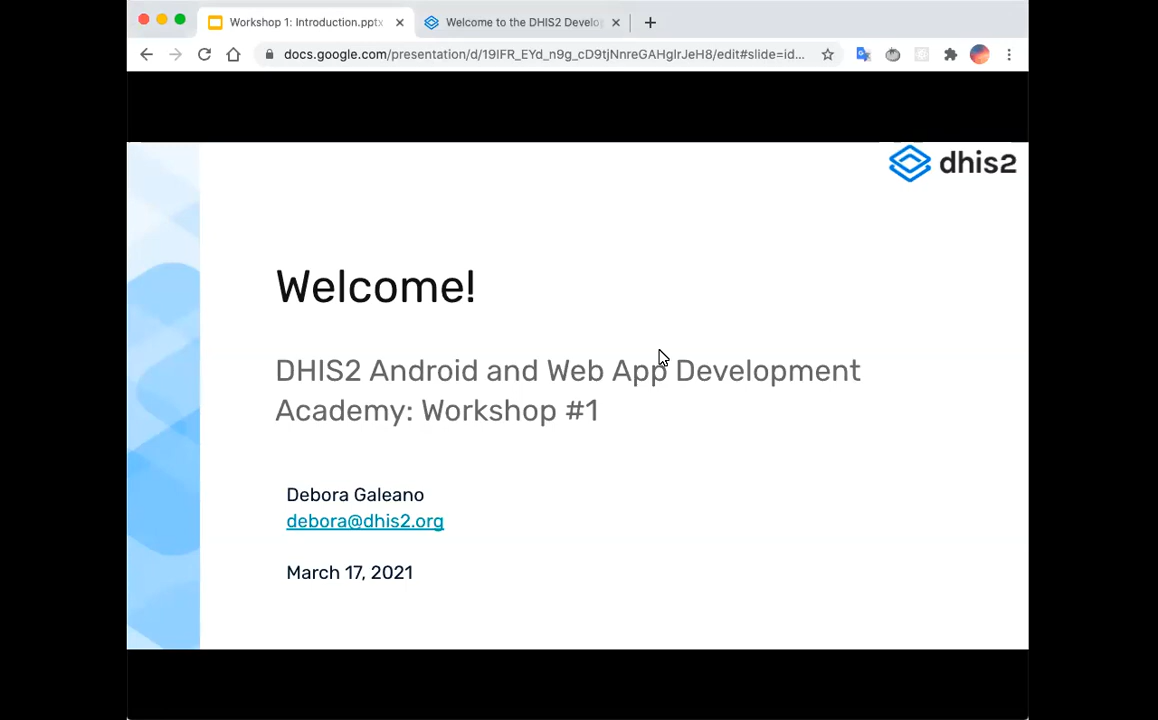 Workshop 1: Introduction.pptx
Welcome to the DHIS2 Develo
docs.google.com/presentation/d/19IFR_EYd_n9g_cD9tjNnreGAHglrJeH8/edit#slide=id...
dhis2
Welcome!
DHIS2 Android and Web App Development
Academy: Workshop #1
Debora Galeano
debora@dhis2.org
March 17, 2021